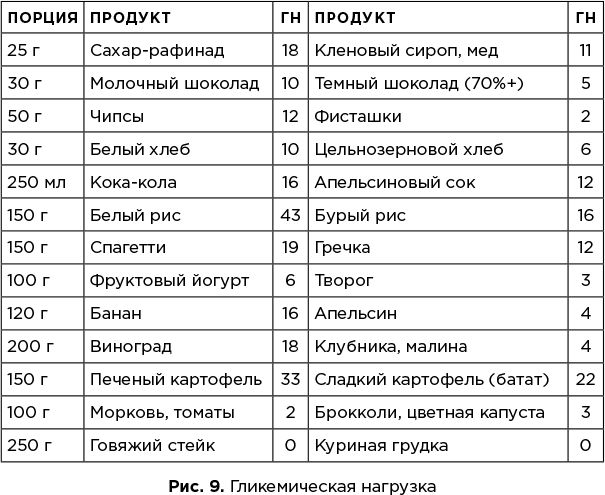 ПОРЦИЯ ПРОДУКТ ГН ПРОДУКТ ГН
25 г Сахар-рафинад 18 Кленовый сироп, мед 11
30 г Молочный шоколад 10 Темный шоколад (70%+) 5
50 г Чипсы 12 Фисташки 2
30 г Белый хлеб 10 Цельнозерновой хлеб 6
250 мл Кока-кола 16 Апельсиновый сок 12
150 г Белый рис 43 Бурый рис 16
150 г Спагетти 19 Гречка 12
100 г Фруктовый йогурт 6 Творог 3
120 г Банан 16 Апельсин 4
200 г Виноград 18 Клубника, малина 4
150 г Печеный картофель 33 Сладкий картофель (батат) 22
100 г Морковь, томаты 2 Брокколи, цветная капуста 3
250 г Говяжий стейк 0 Куриная грудка 0
Рис. 9. Гликемическая нагрузка